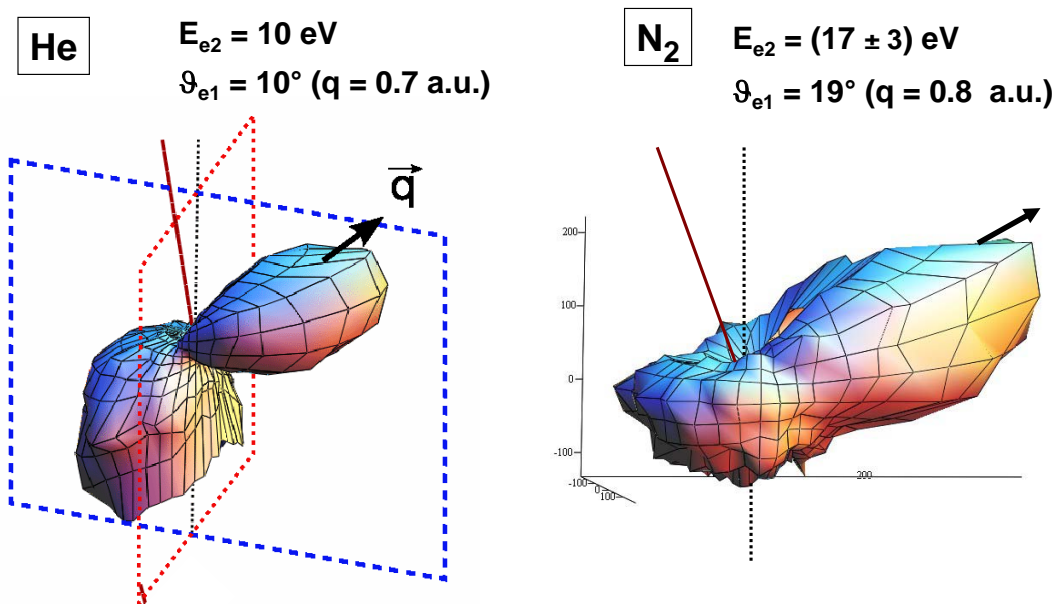 He
E_e2 = 10 eV
ϑ_e1 = 10° (q = 0.7 a.u.)
q⃗
N_2
E_e2 = (17 ± 3) eV
ϑ_e1 = 19° (q = 0.8 a.u.)
200
100
0
-100
-100
0
100
200